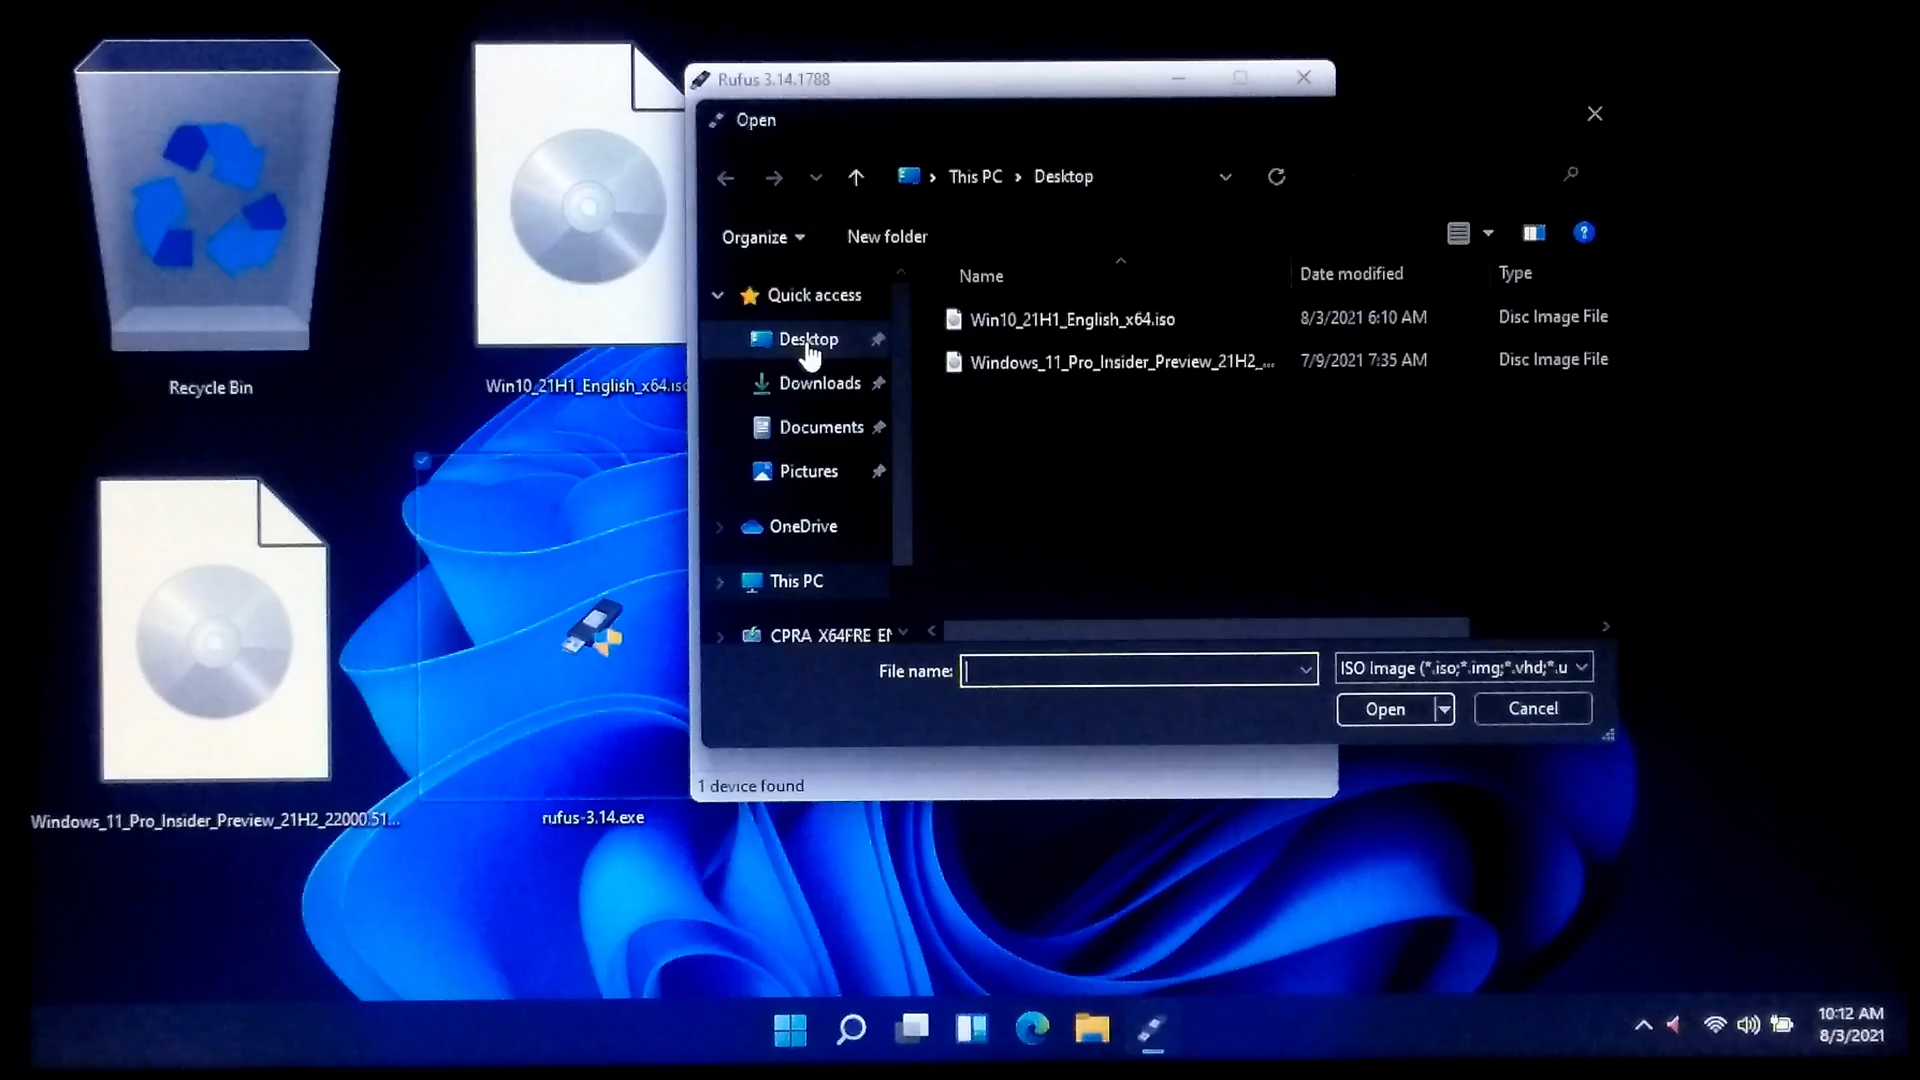 Recycle Bin
Win10_21H1_English_x64.iso
Windows_11_Pro_Insider_Preview_21H2_22000.51...
rufus-3.14.exe
Rufus 3.14.1788
Open
This PC
Desktop
Organize
New folder
Name
Date modified
Type
Quick access
Desktop
Downloads
Documents
Pictures
OneDrive
This PC
CPRA_X64FRE_EN
Win10_21H1_English_x64.iso 8/3/2021 6:10 AM Disc Image File
Windows_11_Pro_Insider_Preview_21H2_... 7/9/2021 7:35 AM Disc Image File
File name:
ISO Image (*.iso;*.img;*.vhd;*.u
Open
Cancel
1 device found
10:12 AM
8/3/2021